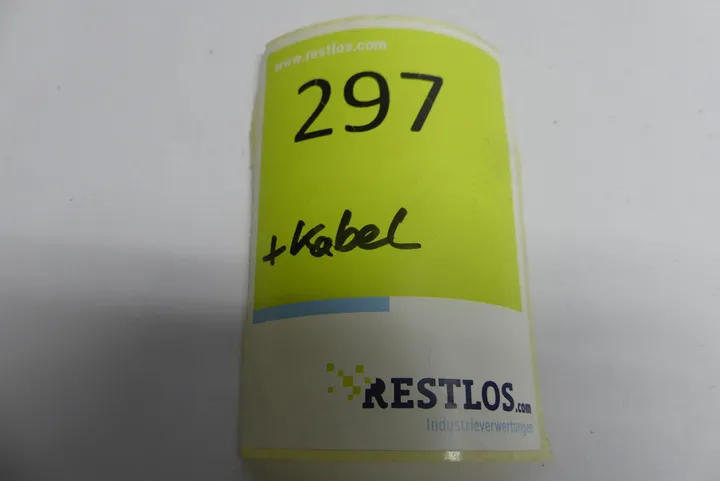 www.restlos.com
297
+Kabel
RESTLOS.com
Industrieverwertungen